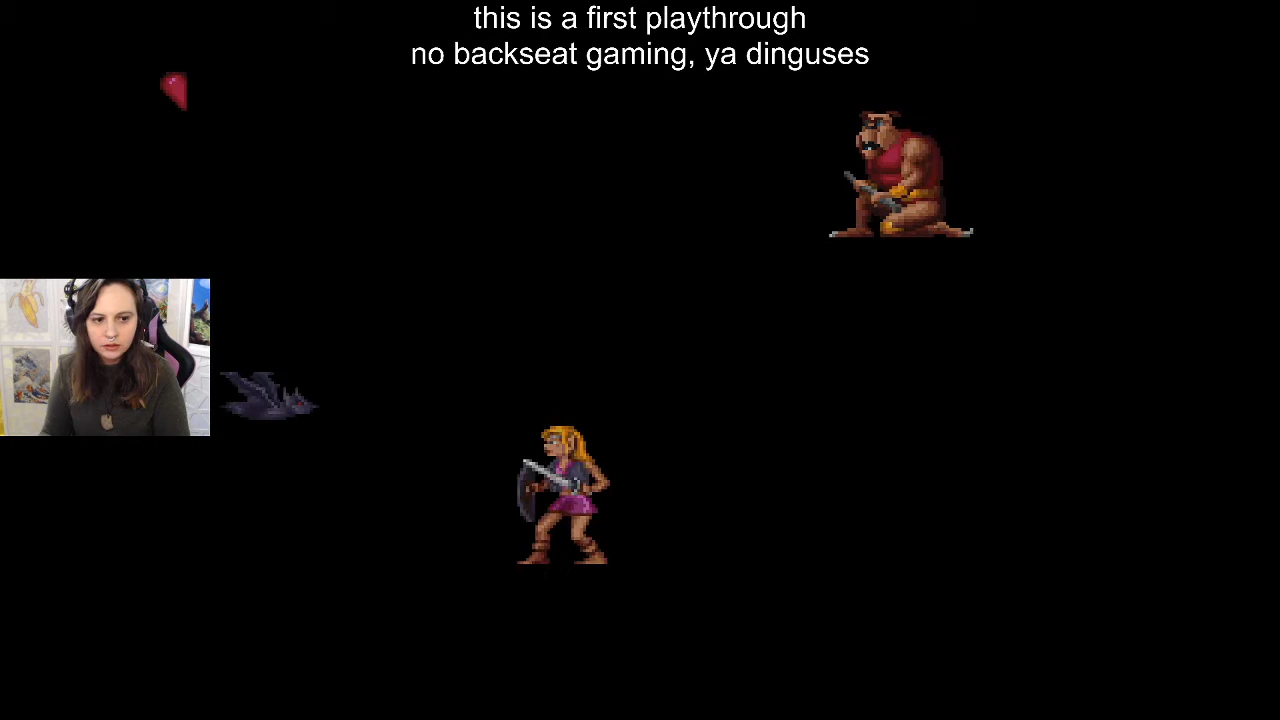 this is a first playthrough
no backseat gaming, ya dinguses